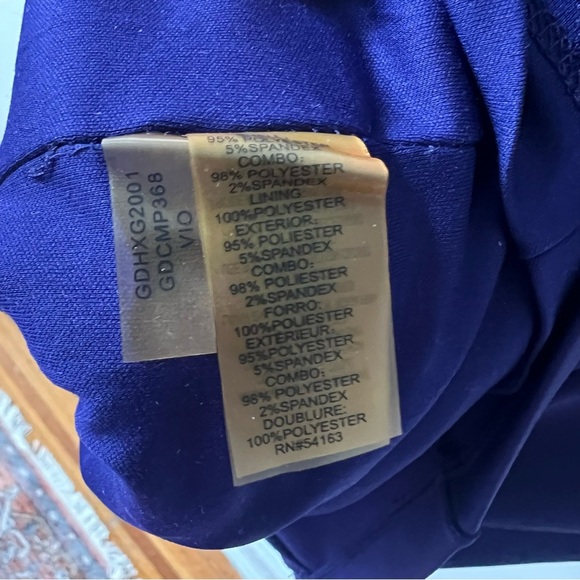 GDHXG2001
GDCMP368
VIO
95% POLY
5%SPANDEX
COMBO:
98% POLYESTER
2%SPANDEX
LINING:
100%POLYESTER
EXTERIOR:
95% POLIESTER
5%SPANDEX
COMBO:
98% POLIESTER
2%SPANDEX
FORRO:
100%POLIESTER
EXTERIEUR:
95%POLYESTER
5%SPANDEX
COMBO:
98% POLYESTER
2%SPANDEX
DOUBLURE:
100%POLYESTER
RN#54163